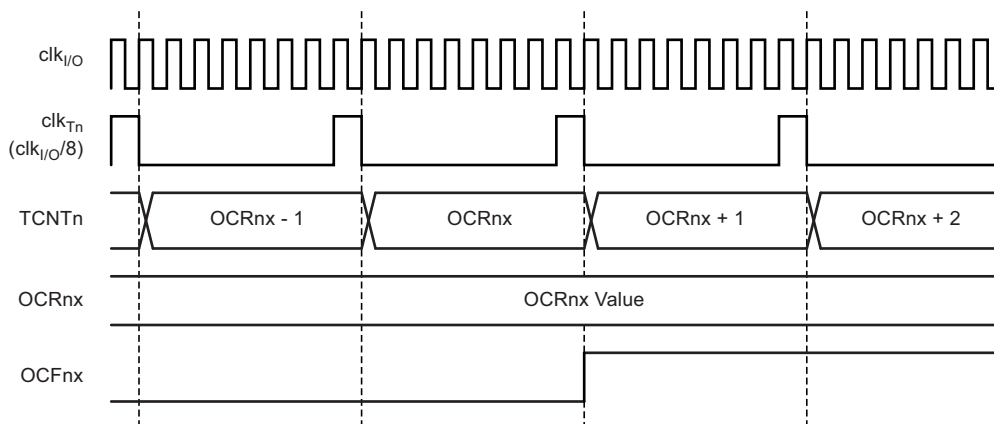 clkI/O
clkTn
(clkI/O/8)
TCNTn
OCRnx - 1
OCRnx
OCRnx + 1
OCRnx + 2
OCRnx
OCRnx Value
OCFnx